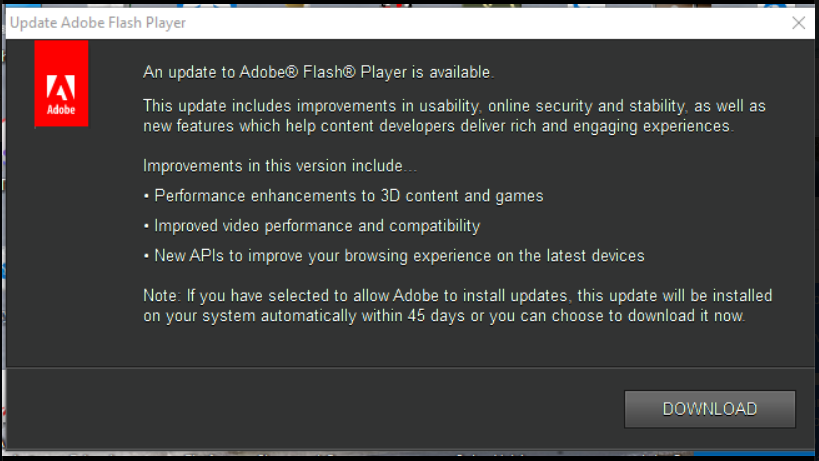 Update Adobe Flash Player
Adobe
An update to Adobe® Flash® Player is available.
This update includes improvements in usability, online security and stability, as well as
new features which help content developers deliver rich and engaging experiences.
Improvements in this version include...
• Performance enhancements to 3D content and games
• Improved video performance and compatibility
• New APIs to improve your browsing experience on the latest devices
Note: If you have selected to allow Adobe to install updates, this update will be installed
on your system automatically within 45 days or you can choose to download it now.
DOWNLOAD